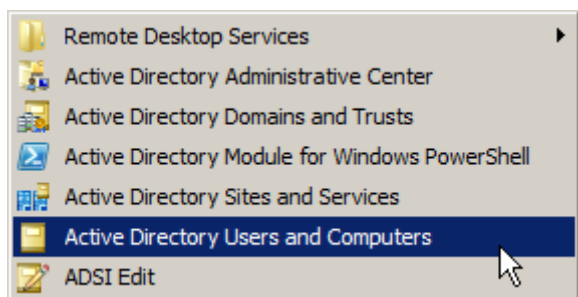 Remote Desktop Services
Active Directory Administrative Center
Active Directory Domains and Trusts
Active Directory Module for Windows PowerShell
Active Directory Sites and Services
Active Directory Users and Computers
ADSI Edit